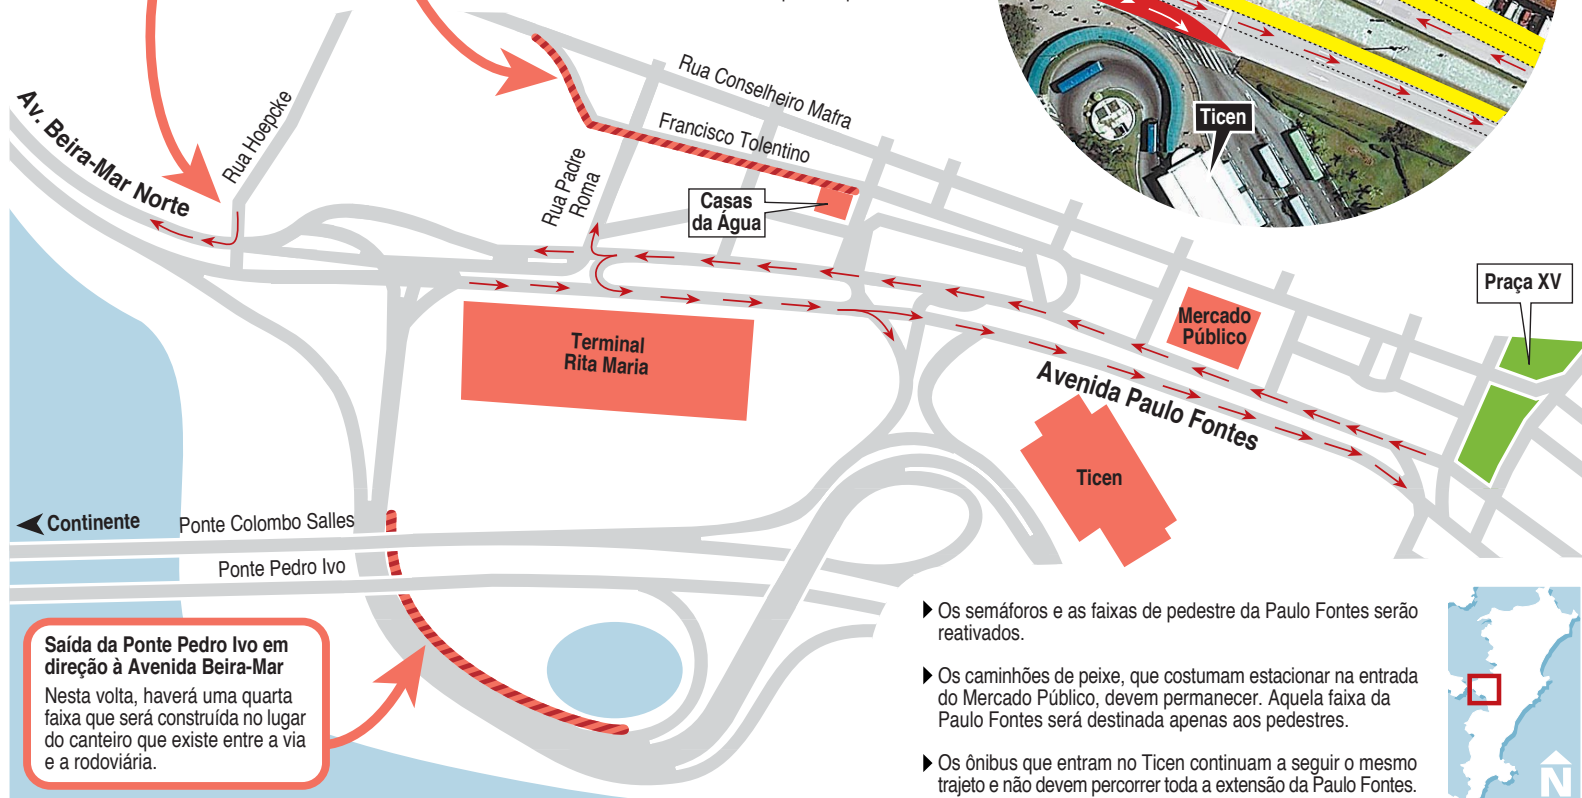 Rua Conselheiro Mafra
Ticen
Av. Beira-Mar Norte
Rua Hoepcke
Francisco Tolentino
Rua Padre
Roma
Casas
da Água
Praça XV
Mercado
Público
Terminal
Rita Maria
Avenida Paulo Fontes
Ticen
Continente
Ponte Colombo Salles
Ponte Pedro Ivo
Saída da Ponte Pedro Ivo em
direção à Avenida Beira-Mar
Nesta volta, haverá uma quarta
faixa que será construída no lugar
do canteiro que existe entre a via
e a rodoviária.
Os semáforos e as faixas de pedestre da Paulo Fontes serão
reativados.
Os caminhões de peixe, que costumam estacionar na entrada
do Mercado Público, devem permanecer. Aquela faixa da
Paulo Fontes será destinada apenas aos pedestres.
Os ônibus que entram no Ticen continuam a seguir o mesmo
trajeto e não devem percorrer toda a extensão da Paulo Fontes.
N